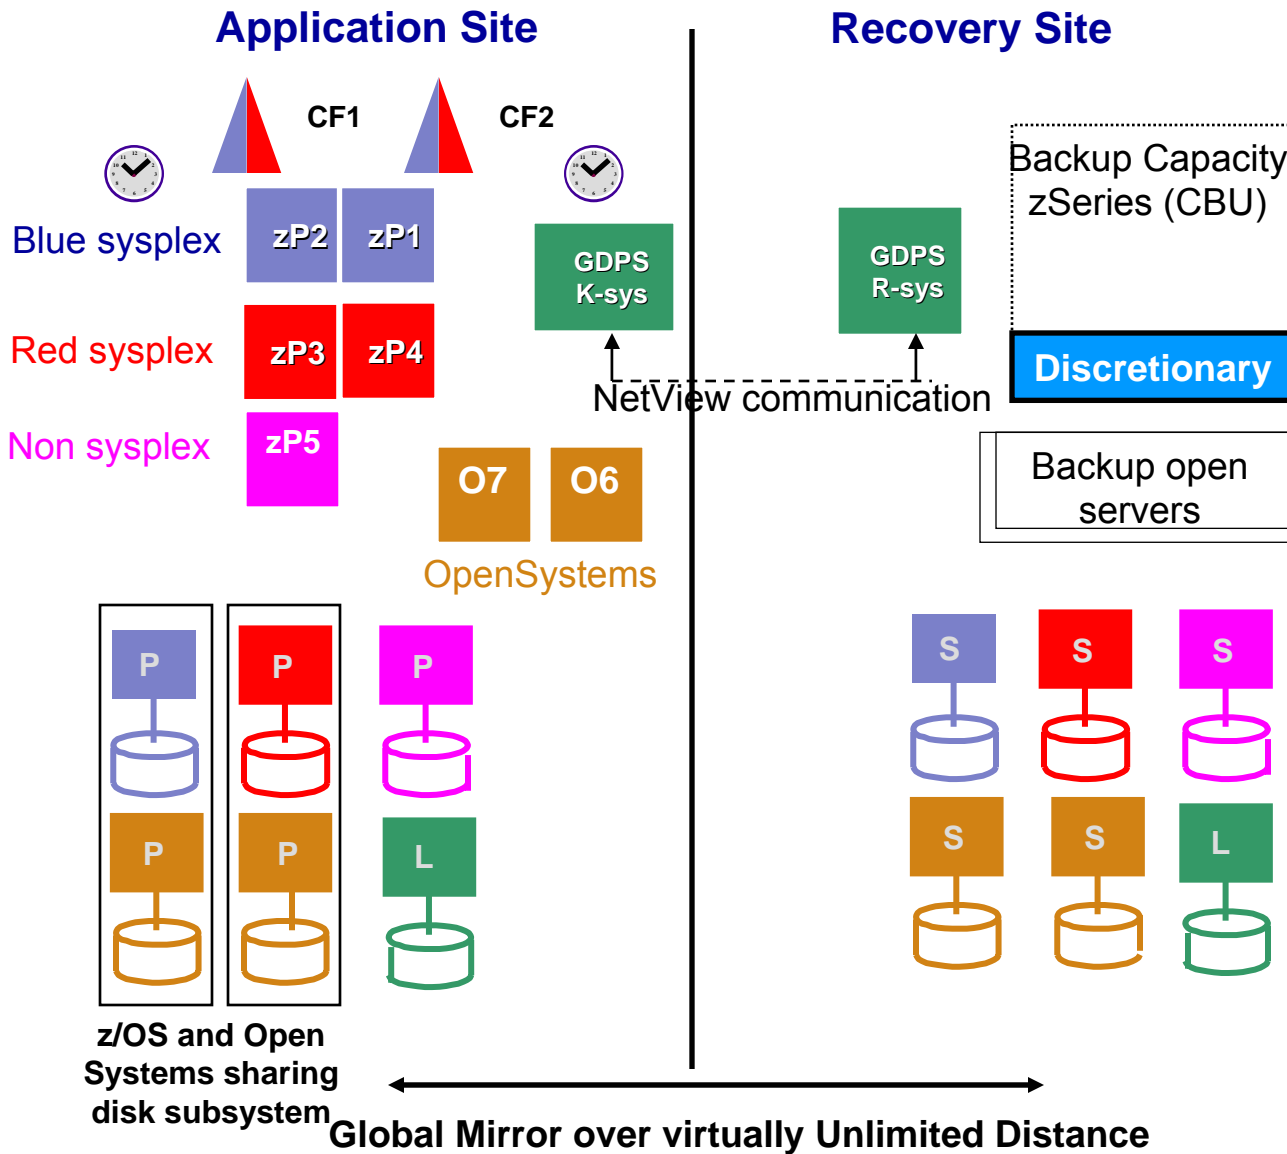 Application Site
Recovery Site
CF1
CF2
Backup Capacity
zSeries (CBU)
Blue sysplex
zP2
zP1
GDPS
K-sys
GDPS
R-sys
Red sysplex
zP3
zP4
Discretionary
NetView communication
Non sysplex
zP5
O7
O6
Backup open
servers
OpenSystems
P
P
P
S
S
S
P
P
L
S
S
L
z/OS and Open
Systems sharing
disk subsystem
Global Mirror over virtually Unlimited Distance